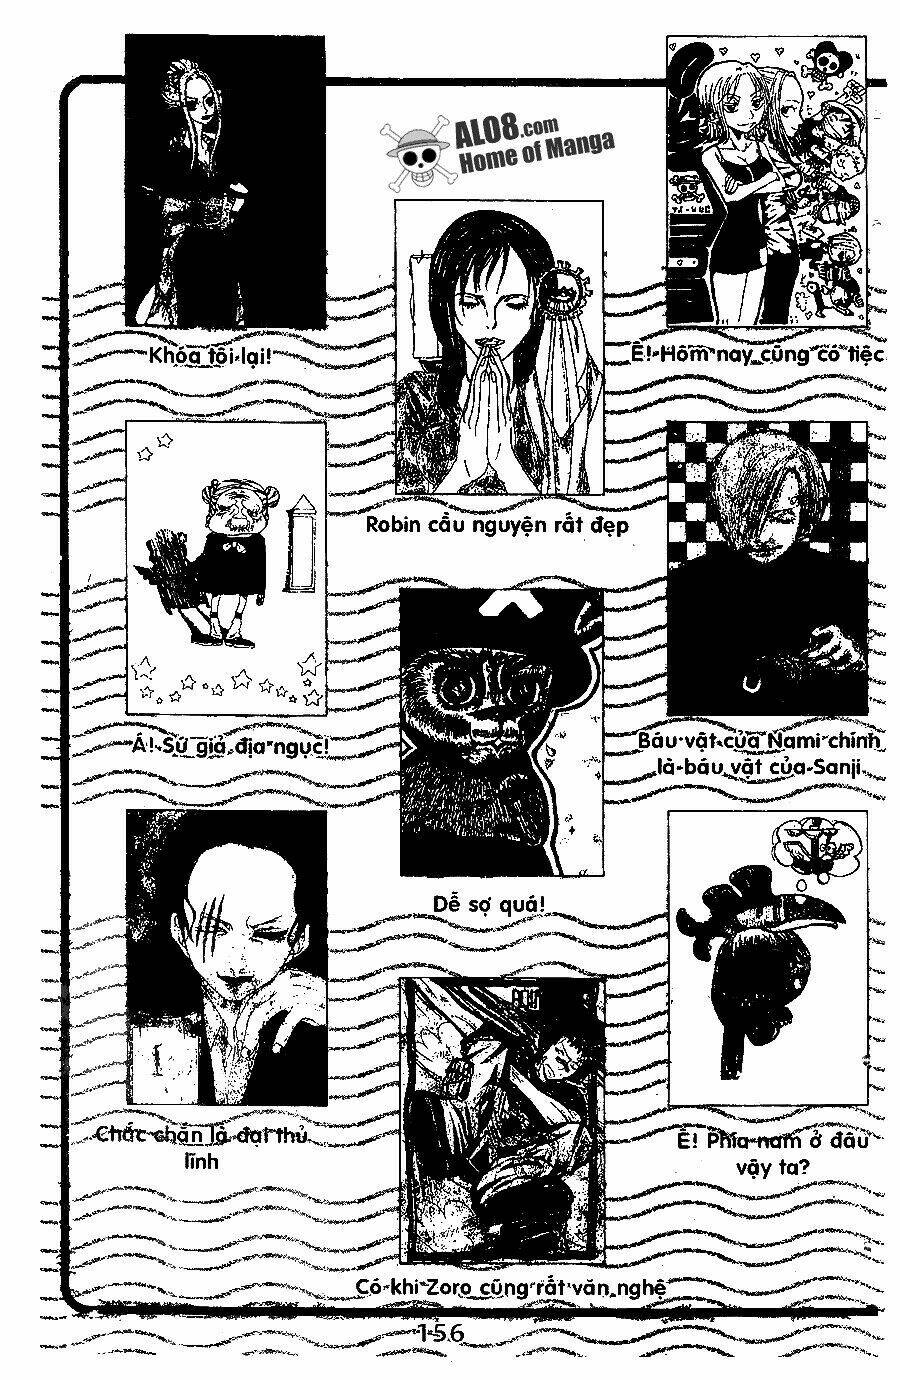 ALO8.com
Home of Manga
Khóa tôi lại!
Ê! Hôm nay cũng có tiệc
Robin cầu nguyện rất đẹp
Á! Sứ giả địa ngục!
Báu vật của Nami chính
là báu vật của Sanji
Dễ sợ quá!
Chắc chắn là đại thủ
lĩnh
Ê! Phía nam ở đâu
vậy ta?
Có khi Zoro cũng rất văn nghệ
156